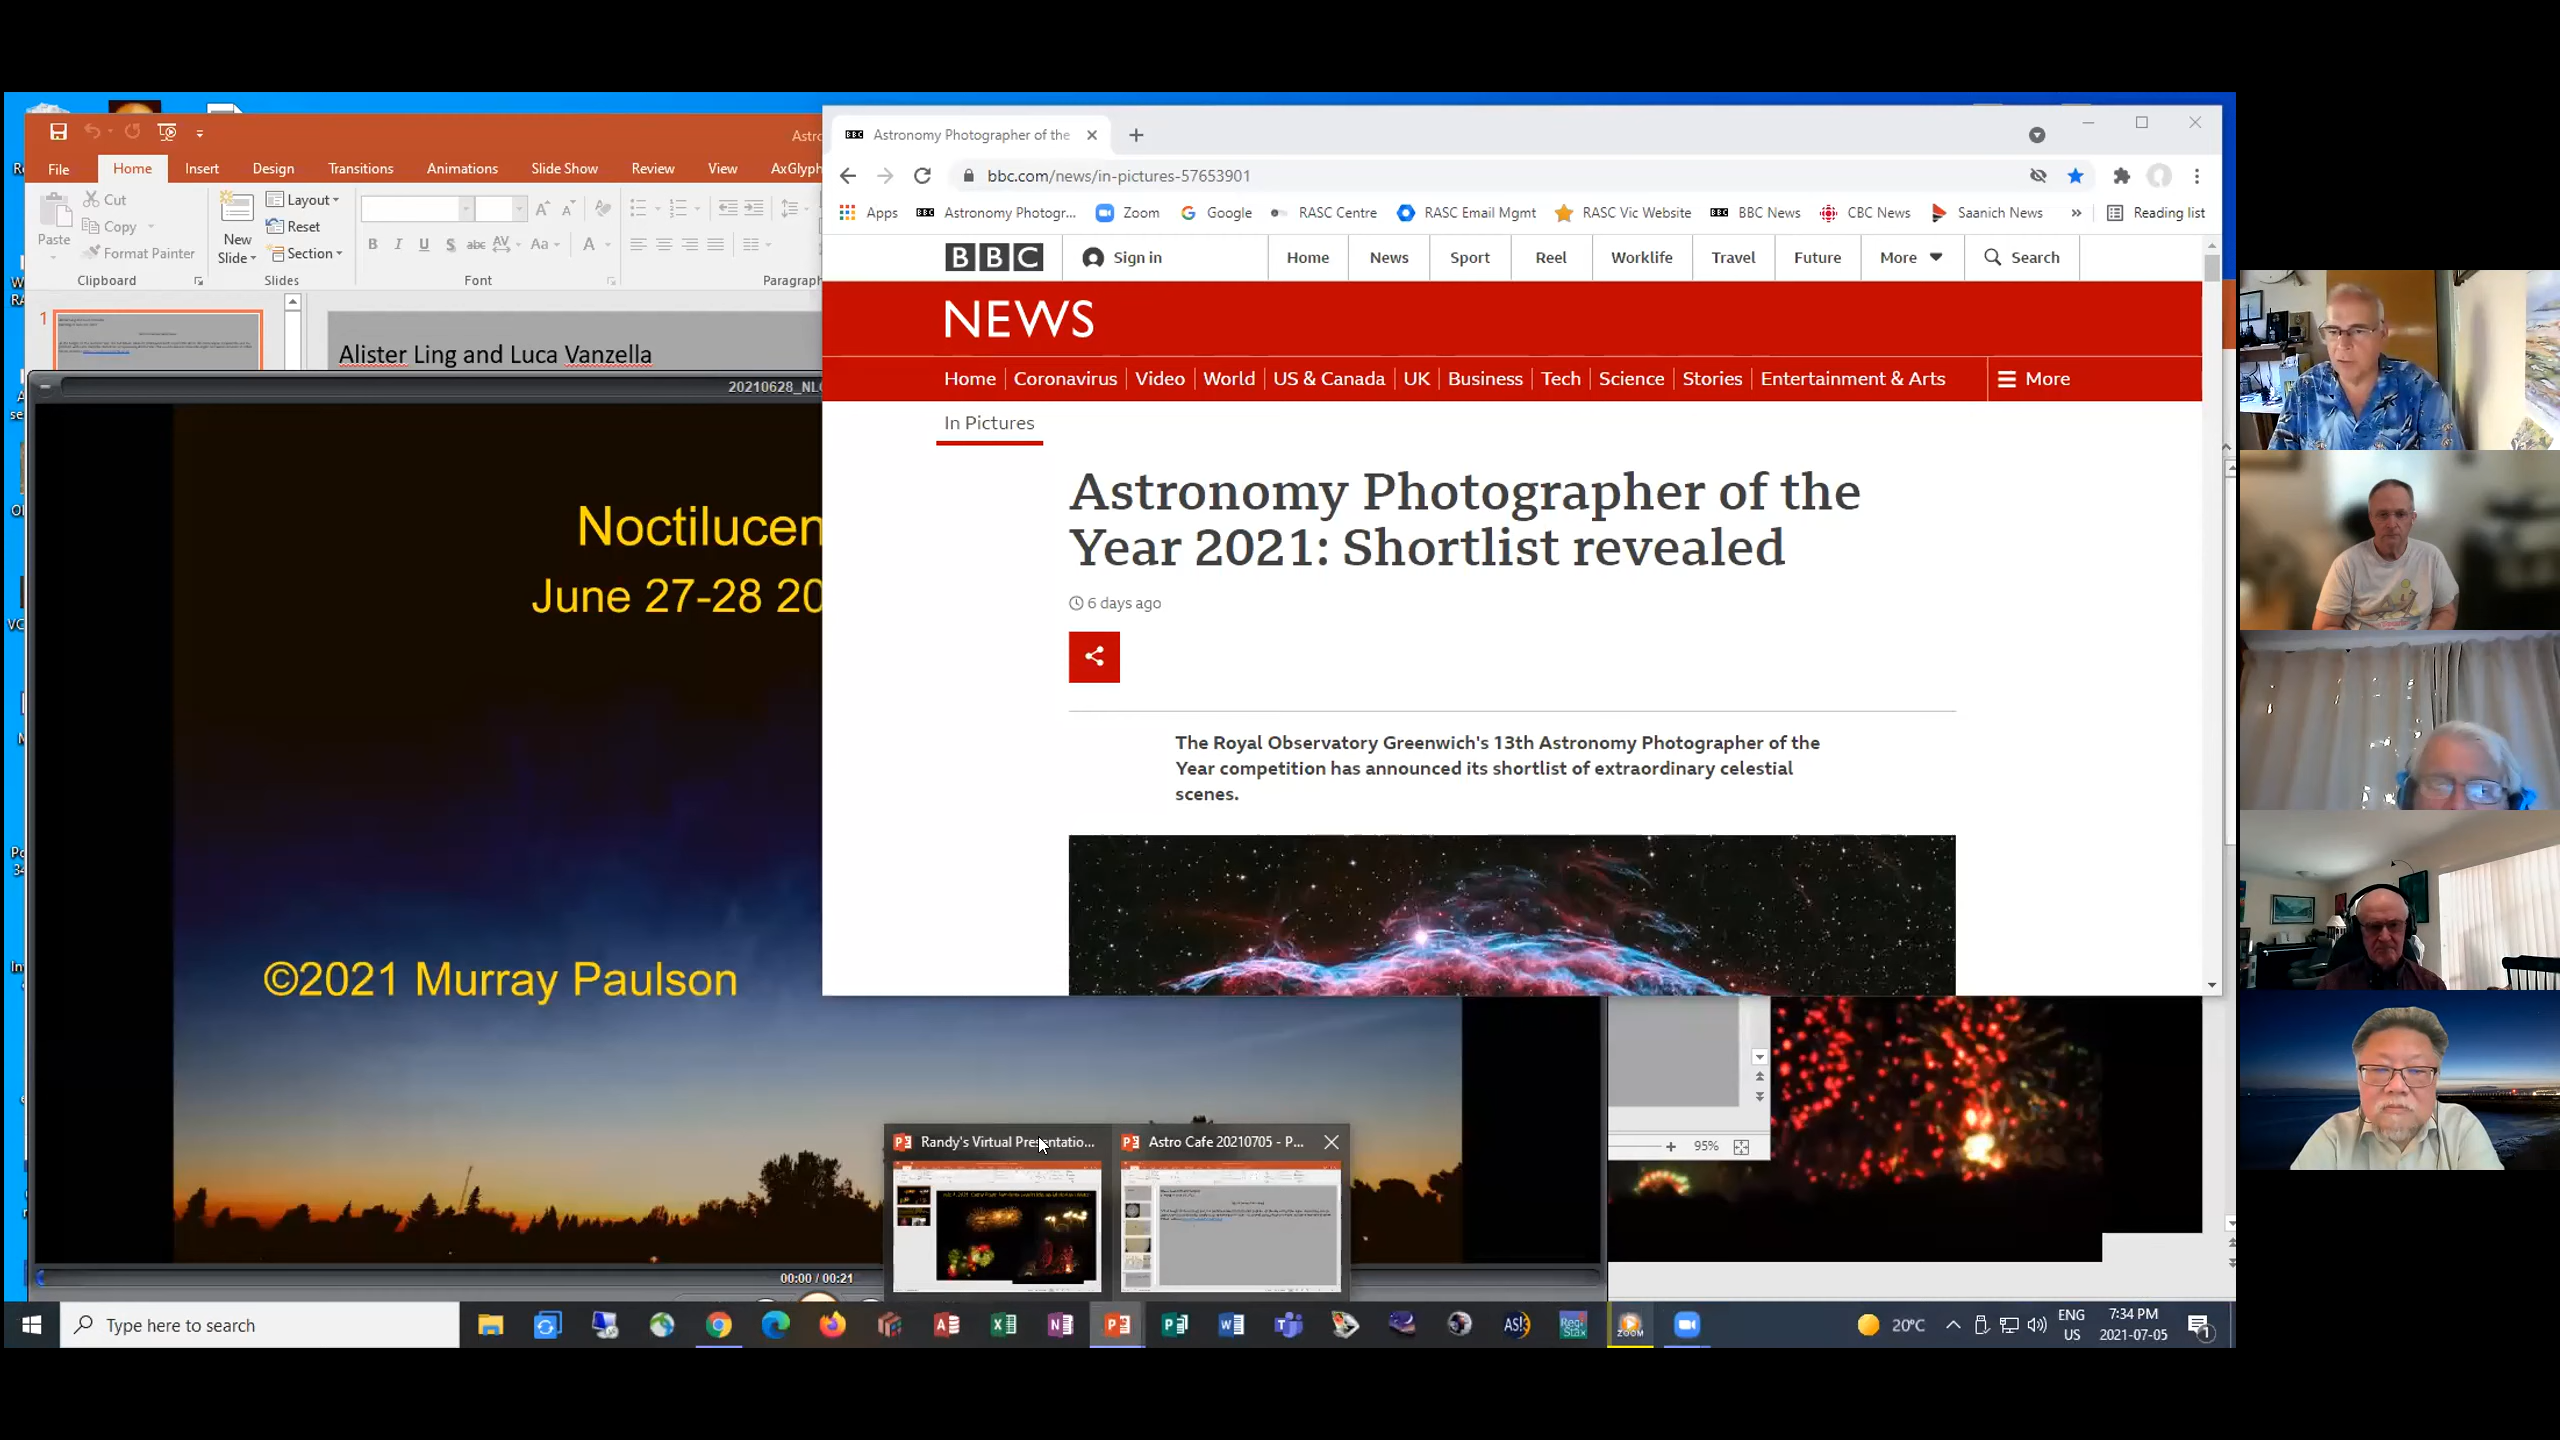 File
Home
Insert
Design
Transitions
Animations
Slide Show
Review
View
AxGlyph
Paste
Cut
Copy
Format Painter
Clipboard
New
Slide
Layout
Reset
Section
Slides
Font
Paragraph
1
Alister Ling and Luca Vanzella
20210628_NLC
Noctilucen
June 27-28 20
©2021 Murray Paulson
00:00 / 00:21
BBC Astronomy Photographer of the
bbc.com/news/in-pictures-57653901
Apps BBC Astronomy Photogr... Zoom Google RASC Centre RASC Email Mgmt RASC Vic Website BBC News CBC News Saanich News » Reading list
BBC Sign in Home News Sport Reel Worklife Travel Future More Search
NEWS
Home Coronavirus Video World US & Canada UK Business Tech Science Stories Entertainment & Arts More
In Pictures
Astronomy Photographer of the
Year 2021: Shortlist revealed
6 days ago
The Royal Observatory Greenwich's 13th Astronomy Photographer of the
Year competition has announced its shortlist of extraordinary celestial
scenes.
95%
Randy's Virtual Presentatio...
Astro Cafe 20210705 - P...
Type here to search
20°C
ENG
US
7:34 PM
2021-07-05
1